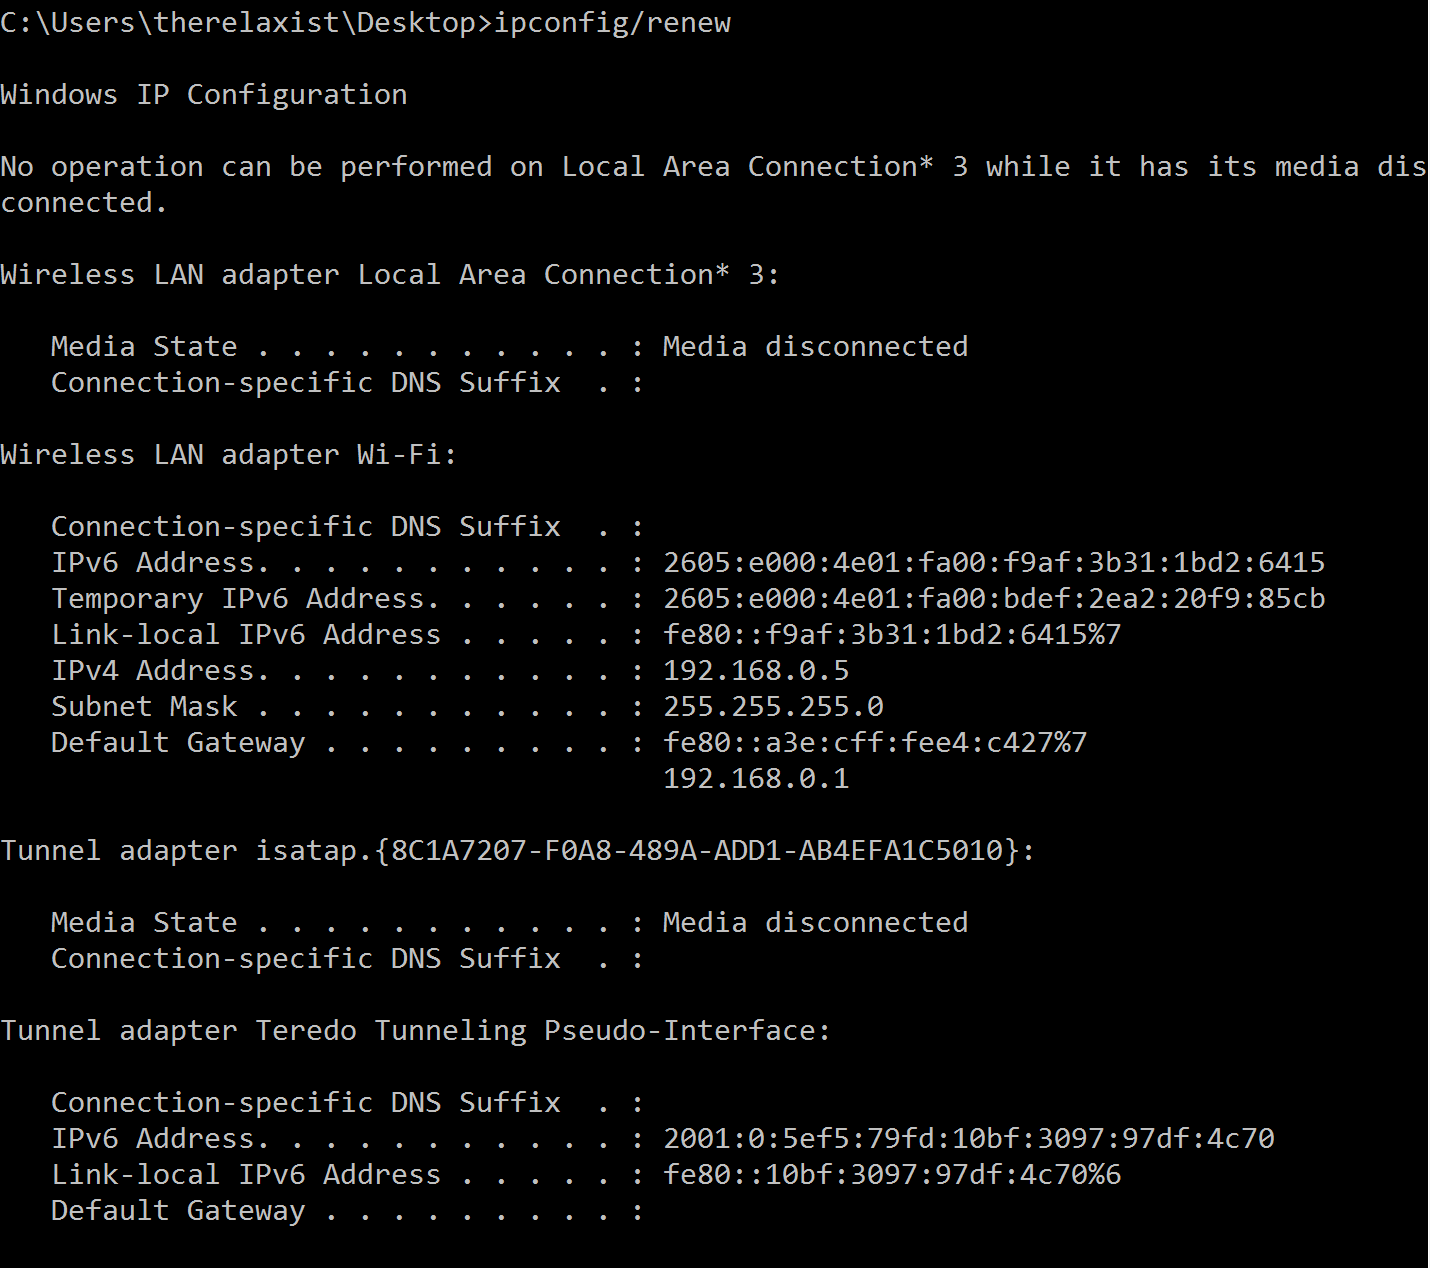 C:\Users\therelaxist\Desktop>ipconfig/renew
Windows IP Configuration
No operation can be performed on Local Area Connection* 3 while it has its media dis
connected.
Wireless LAN adapter Local Area Connection* 3:
   Media State . . . . . . . . . . . : Media disconnected
   Connection-specific DNS Suffix  . :
Wireless LAN adapter Wi-Fi:
   Connection-specific DNS Suffix  . :
   IPv6 Address. . . . . . . . . . . : 2605:e000:4e01:fa00:f9af:3b31:1bd2:6415
   Temporary IPv6 Address. . . . . . : 2605:e000:4e01:fa00:bdef:2ea2:20f9:85cb
   Link-local IPv6 Address . . . . . : fe80::f9af:3b31:1bd2:6415%7
   IPv4 Address. . . . . . . . . . . : 192.168.0.5
   Subnet Mask . . . . . . . . . . . : 255.255.255.0
   Default Gateway . . . . . . . . . : fe80::a3e:cff:fee4:c427%7
                                       192.168.0.1
Tunnel adapter isatap.{8C1A7207-F0A8-489A-ADD1-AB4EFA1C5010}:
   Media State . . . . . . . . . . . : Media disconnected
   Connection-specific DNS Suffix  . :
Tunnel adapter Teredo Tunneling Pseudo-Interface:
   Connection-specific DNS Suffix  . :
   IPv6 Address. . . . . . . . . . . : 2001:0:5ef5:79fd:10bf:3097:97df:4c70
   Link-local IPv6 Address . . . . . : fe80::10bf:3097:97df:4c70%6
   Default Gateway . . . . . . . . . :